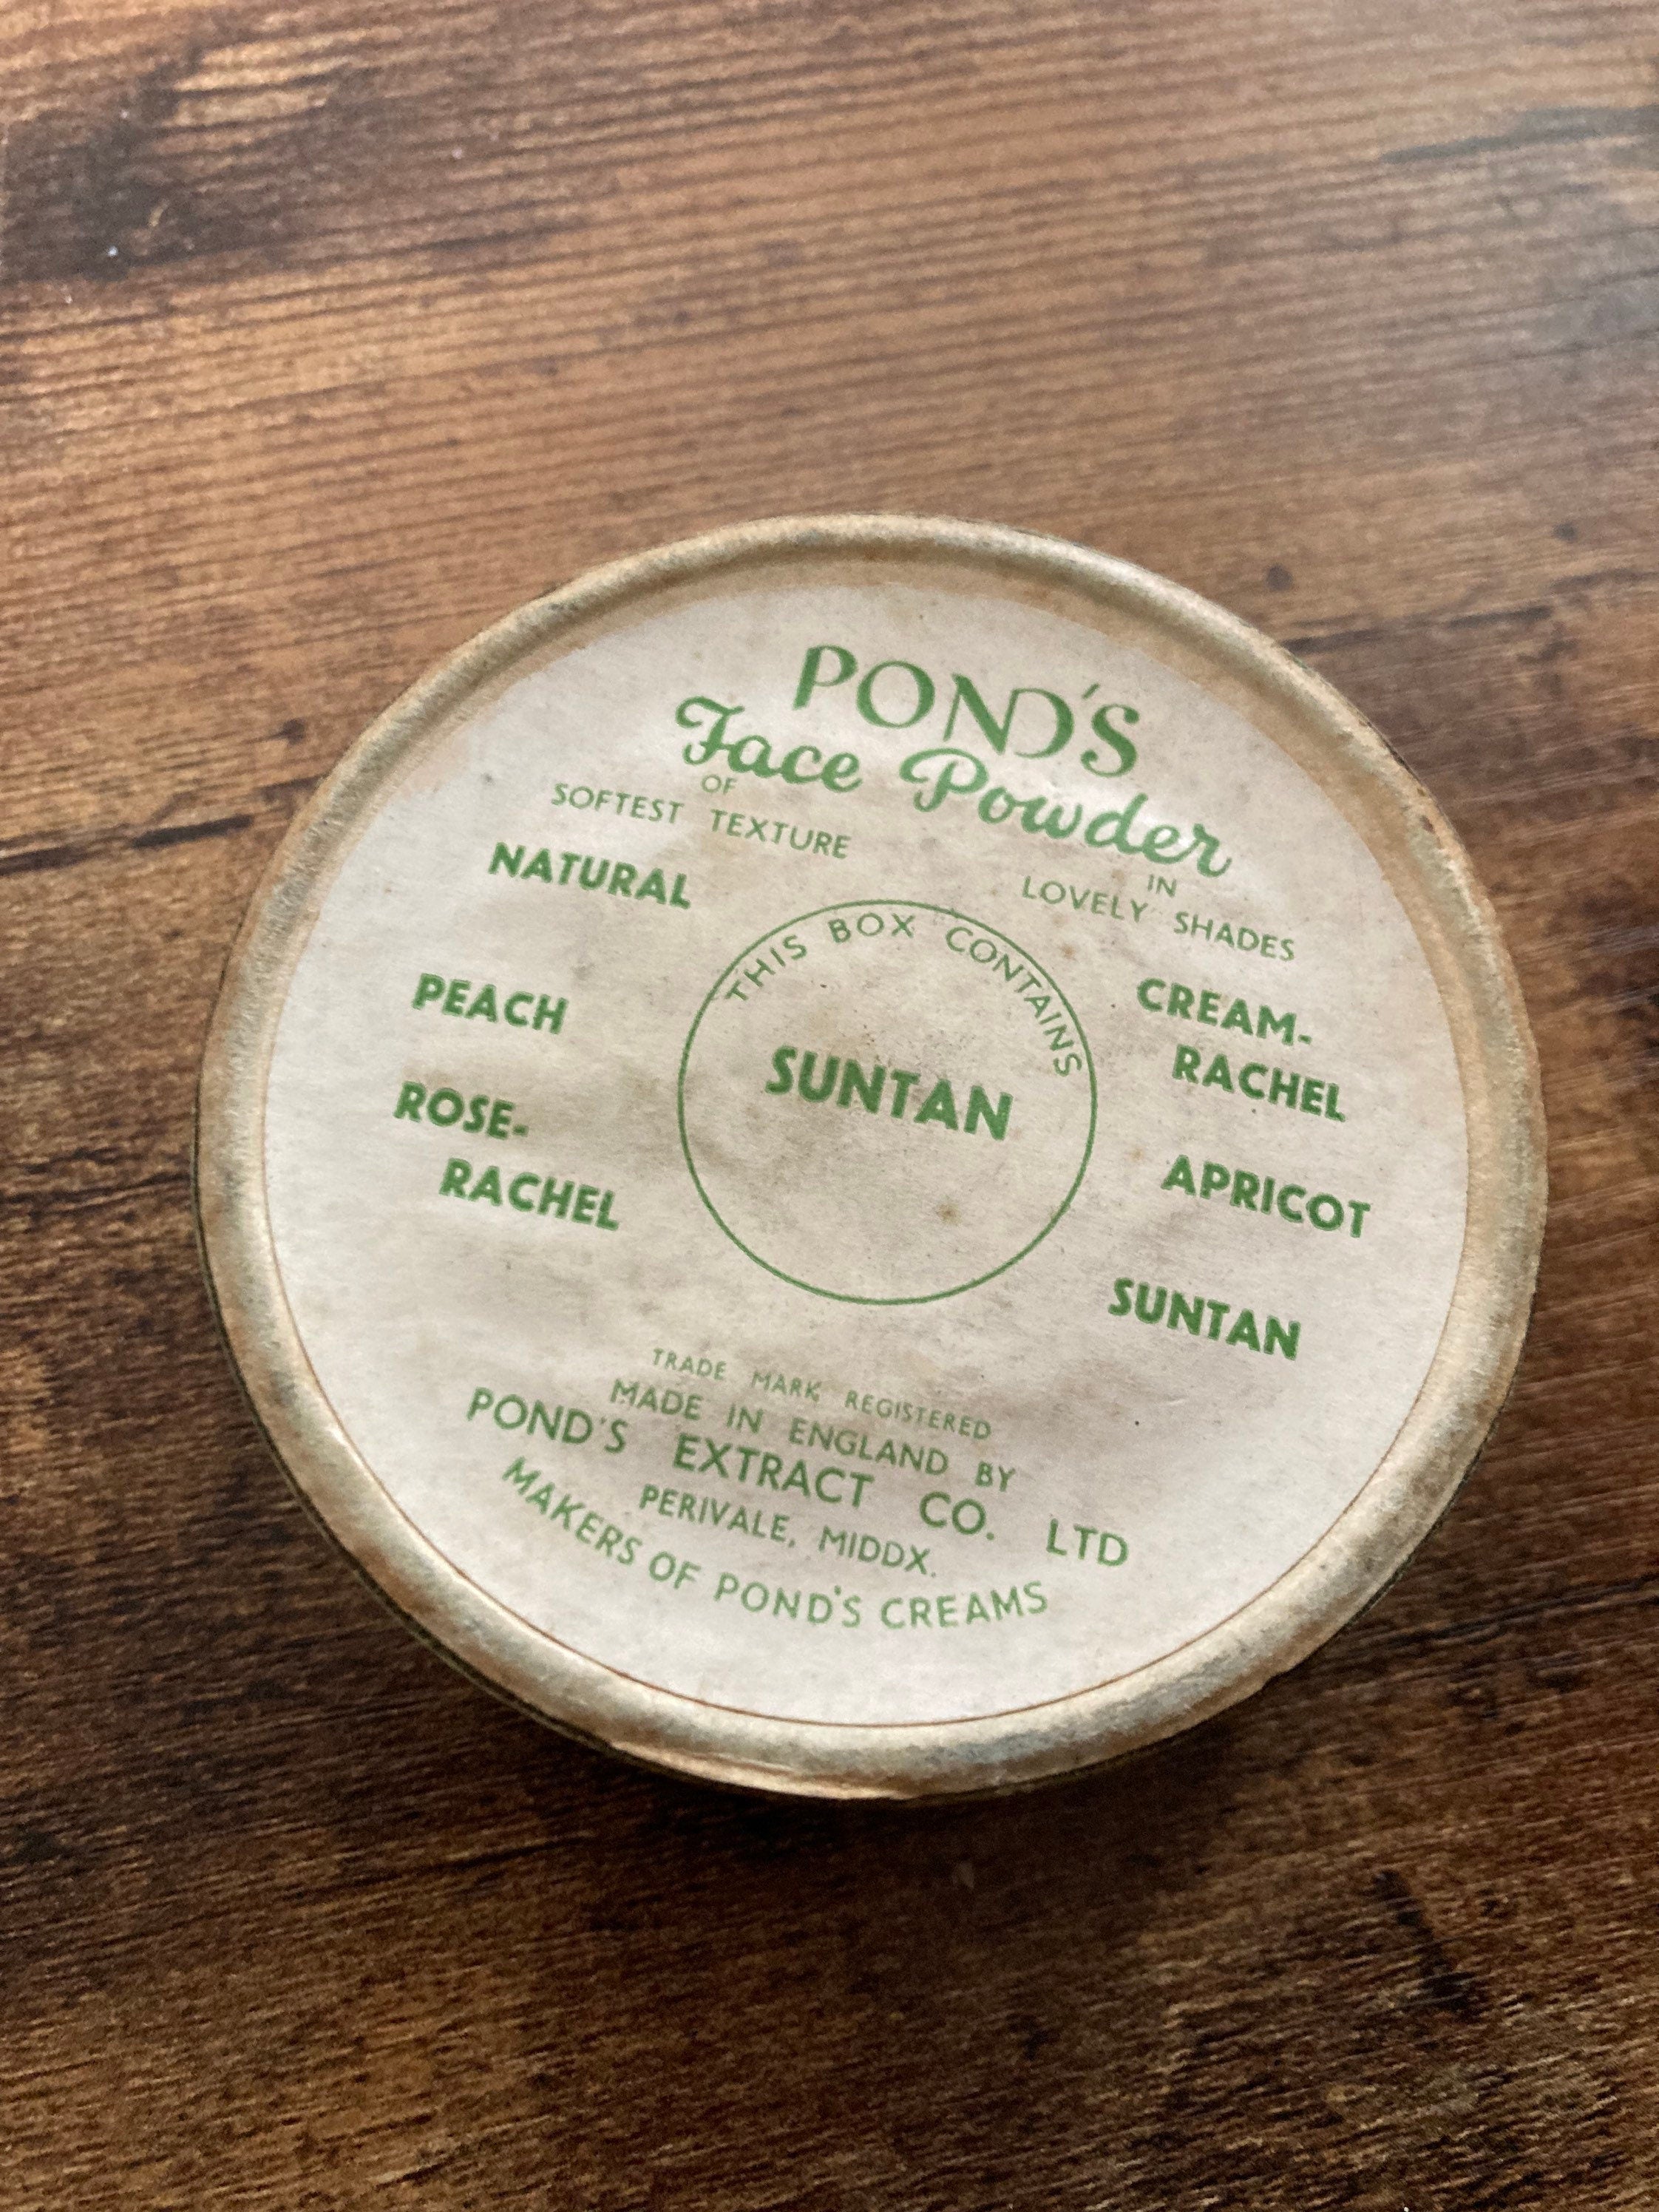 POND'S
Face Powder
OF
SOFTEST TEXTURE
IN
LOVELY SHADES
NATURAL
PEACH
ROSE-
RACHEL
THIS BOX CONTAINS
SUNTAN
CREAM-
RACHEL
APRICOT
SUNTAN
TRADE MARK REGISTERED
MADE IN ENGLAND BY
POND'S EXTRACT CO. LTD
PERIVALE, MIDDX.
MAKERS OF POND'S CREAMS